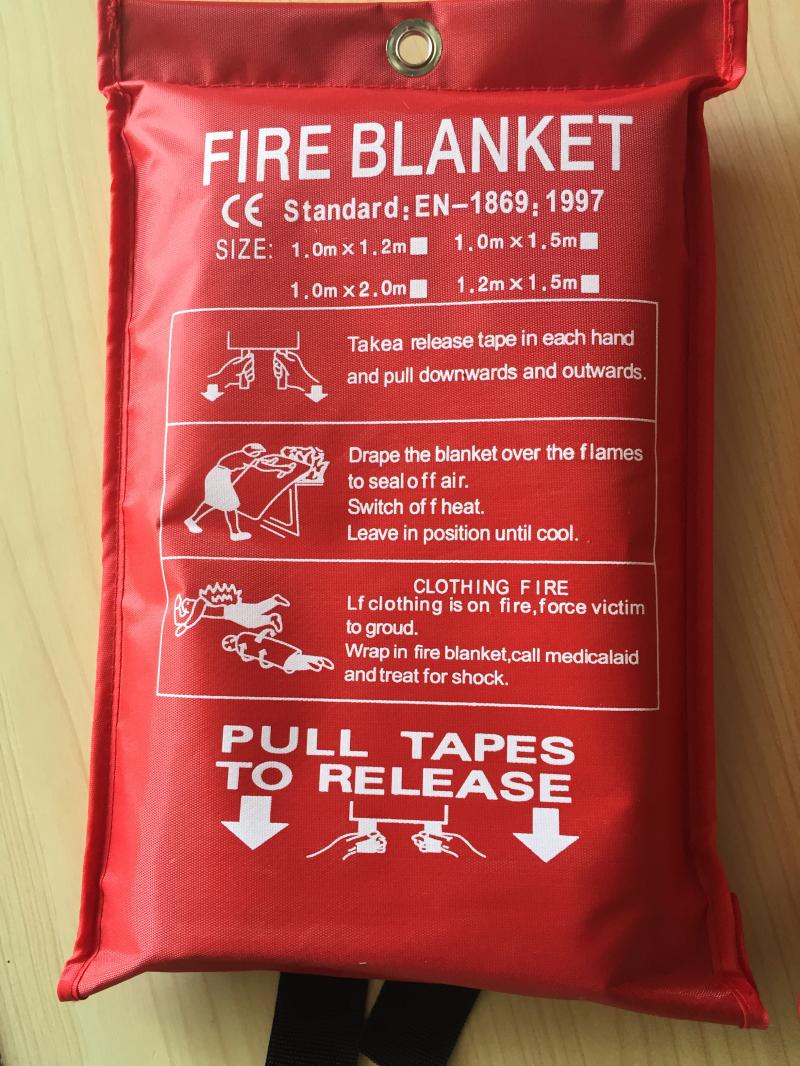 FIRE BLANKET
CE Standard:EN-1869:1997
SIZE: 1.0m×1.2m 1.0m×1.5m
1.0m×2.0m 1.2m×1.5m
Takea release tape in each hand
and pull downwards and outwards.
Drape the blanket over the flames
to seal off air.
Switch off heat.
Leave in position until cool.
CLOTHING FIRE
Lf clothing is on fire,force victim
to groud.
Wrap in fire blanket,call medicalaid
and treat for shock.
PULL TAPES
TO RELEASE